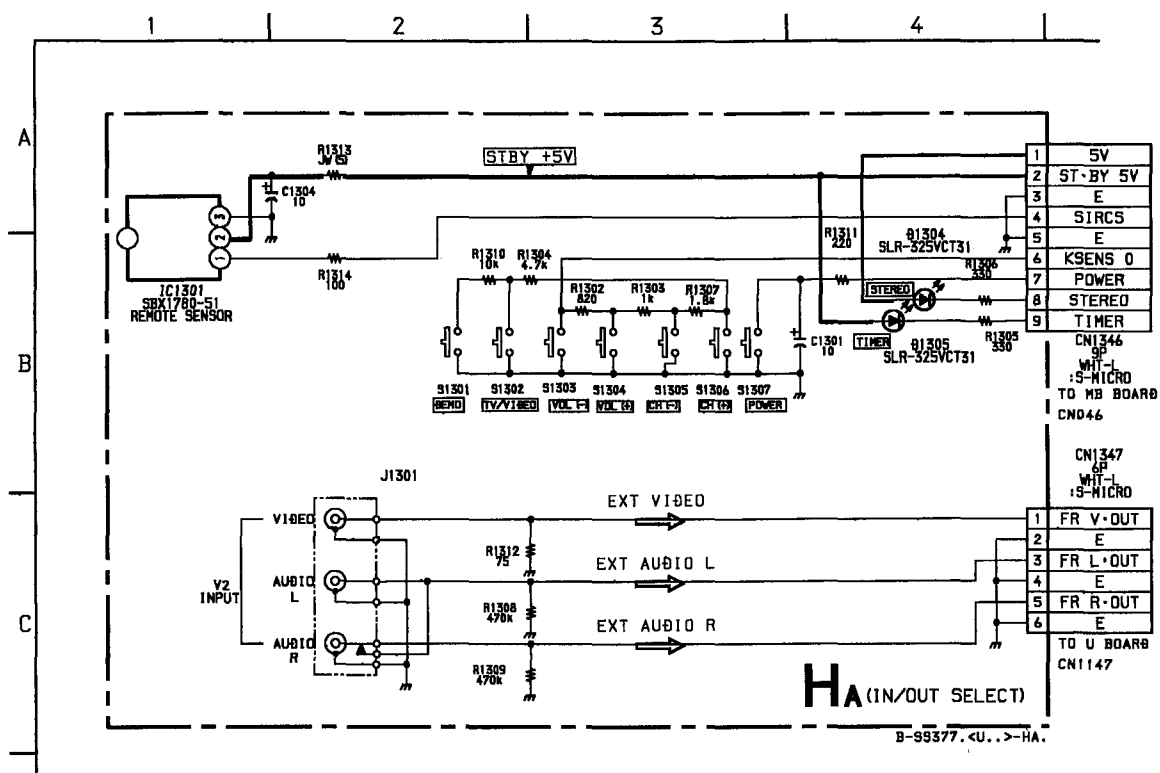 1 2 3 4
A
B
C
R1313
JW(5)
STBY +5V
C1304
10
3
2
1
IC1301
SBX1780-51
REMOTE SENSOR
R1314
100
R1310
10k
R1304
4.7k
R1302
820
R1303
1k
R1307
1.8k
R1311
220
D1304
SLR-325VCT31
R1306
330
STEREO
TIMER
D1305
SLR-325VCT31
R1305
330
C1301
10
S1301
DEMO
S1302
TV/VIDEO
S1303
VOL (-)
S1304
VOL (+)
S1305
CH (-)
S1306
CH (+)
S1307
POWER
1 5V
2 ST·BY 5V
3 E
4 SIRCS
5 E
6 KSENS 0
7 POWER
8 STEREO
9 TIMER
CN1346
9P
WHT-L
:S-MICRO
TO MB BOARD
CN046
CN1347
6P
WHT-L
:S-MICRO
1 FR V·OUT
2 E
3 FR L·OUT
4 E
5 FR R·OUT
6 E
TO U BOARD
CN1147
J1301
V2
INPUT
VIDEO
AUDIO
L
AUDIO
R
R1312
75
R1308
470k
R1309
470k
EXT VIDEO
EXT AUDIO L
EXT AUDIO R
HA (IN/OUT SELECT)
B-SS377.<U..>-HA.